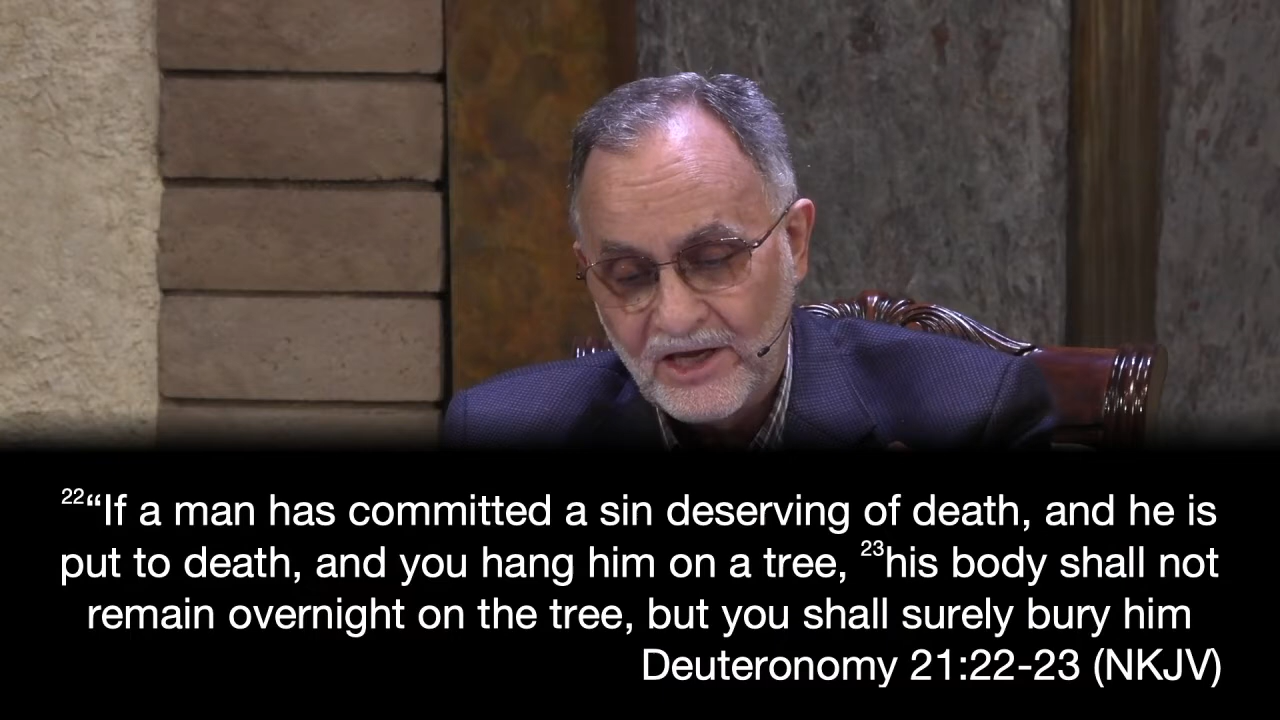 22“If a man has committed a sin deserving of death, and he is
put to death, and you hang him on a tree, 23his body shall not
remain overnight on the tree, but you shall surely bury him
Deuteronomy 21:22-23 (NKJV)